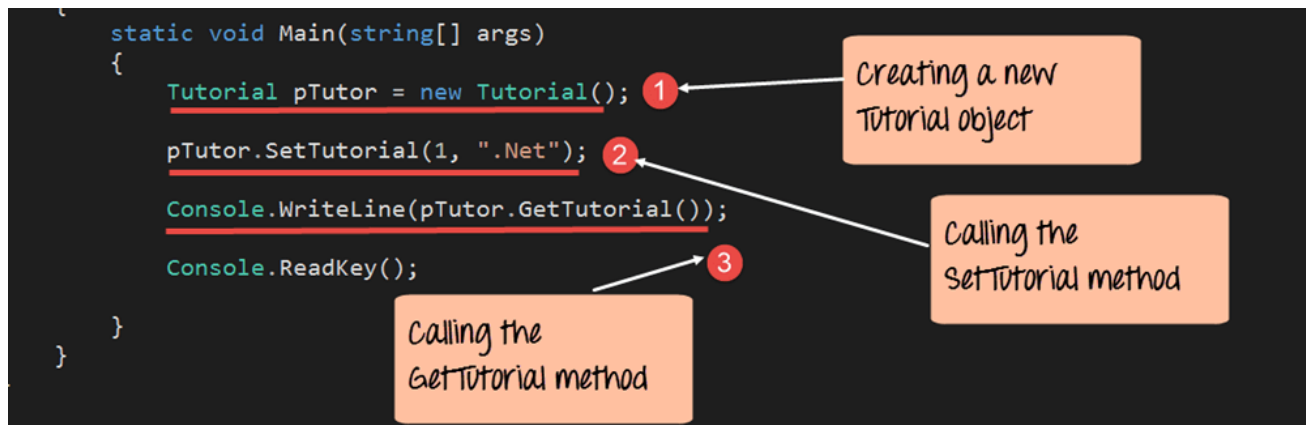 {
static void Main(string[] args)
{
Tutorial pTutor = new Tutorial(); 1
Creating a new
Tutorial object
pTutor.SetTutorial(1, ".Net"); 2
Console.WriteLine(pTutor.GetTutorial());
Calling the
SetTutorial method
Console.ReadKey(); 3
}
Calling the
GetTutorial method
}